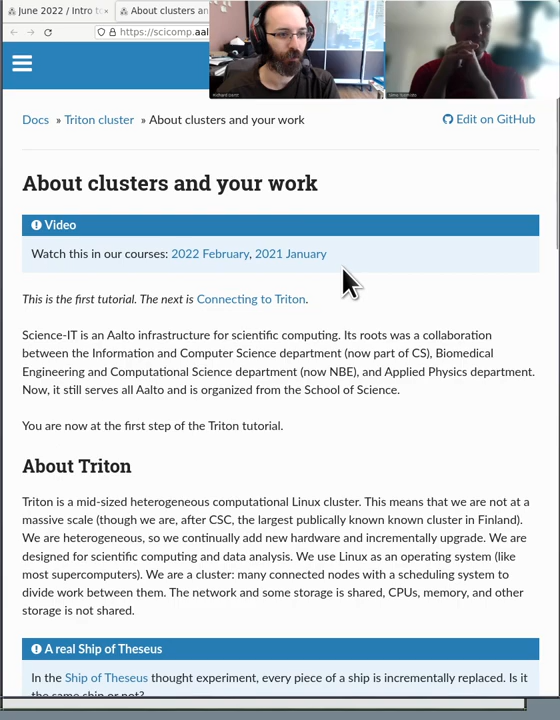 June 2022 / Intro t
About clusters an
https://scicomp.aal
Docs » Triton cluster » About clusters and your work
Edit on GitHub
About clusters and your work
Video
Watch this in our courses: 2022 February, 2021 January
This is the first tutorial. The next is Connecting to Triton.
Science-IT is an Aalto infrastructure for scientific computing. Its roots was a collaboration
between the Information and Computer Science department (now part of CS), Biomedical
Engineering and Computational Science department (now NBE), and Applied Physics department.
Now, it still serves all Aalto and is organized from the School of Science.
You are now at the first step of the Triton tutorial.
About Triton
Triton is a mid-sized heterogeneous computational Linux cluster. This means that we are not at a
massive scale (though we are, after CSC, the largest publically known known cluster in Finland).
We are heterogeneous, so we continually add new hardware and incrementally upgrade. We are
designed for scientific computing and data analysis. We use Linux as an operating system (like
most supercomputers). We are a cluster: many connected nodes with a scheduling system to
divide work between them. The network and some storage is shared, CPUs, memory, and other
storage is not shared.
A real Ship of Theseus
In the Ship of Theseus thought experiment, every piece of a ship is incrementally replaced. Is it
the same ship or not?